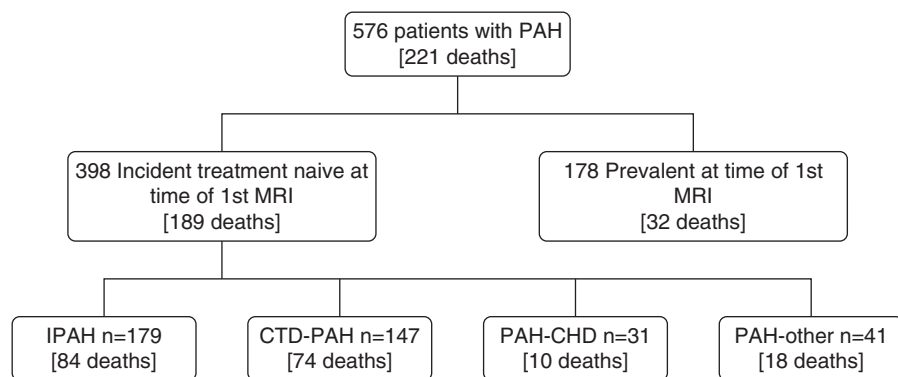 576 patients with PAH
[221 deaths]
398 Incident treatment naive at
time of 1st MRI
[189 deaths]
178 Prevalent at time of 1st
MRI
[32 deaths]
IPAH n=179
[84 deaths]
CTD-PAH n=147
[74 deaths]
PAH-CHD n=31
[10 deaths]
PAH-other n=41
[18 deaths]